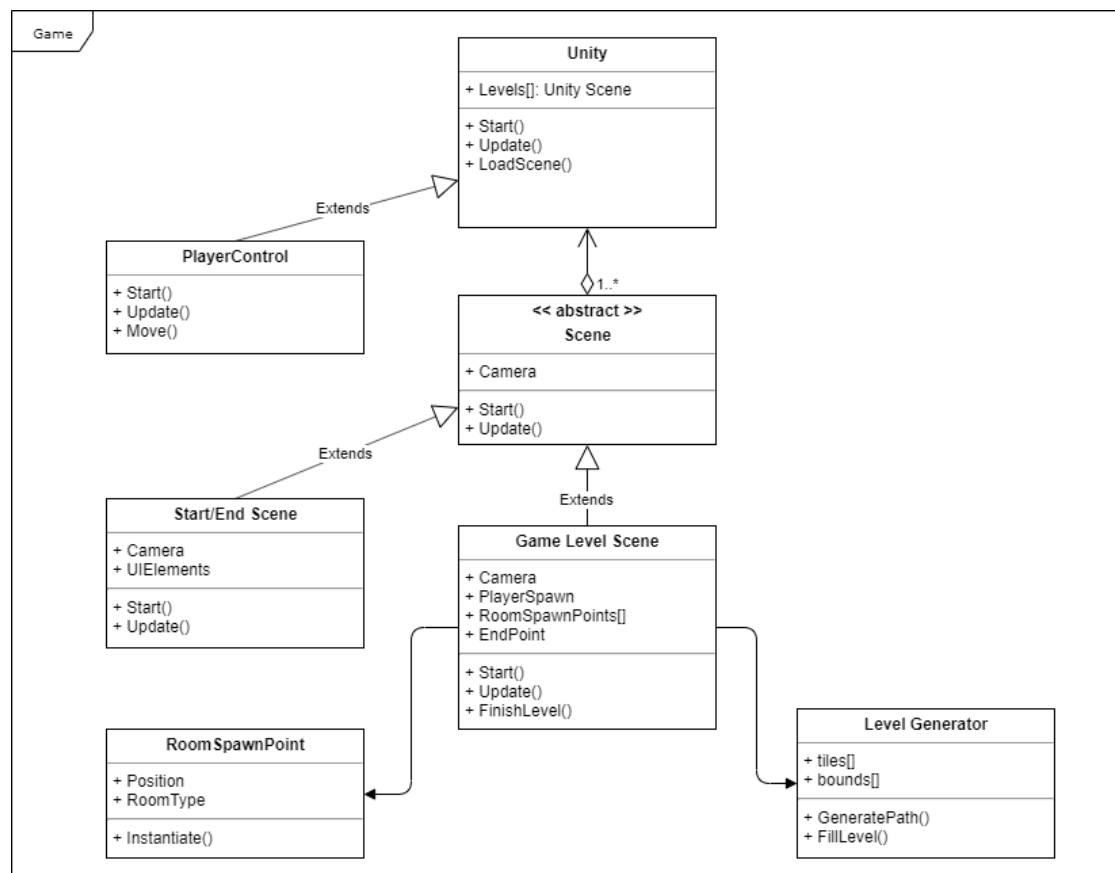 Game
Unity
+ Levels[]: Unity Scene
+ Start()
+ Update()
+ LoadScene()
Extends
PlayerControl
+ Start()
+ Update()
+ Move()
1..*
<< abstract >>
Scene
+ Camera
+ Start()
+ Update()
Extends
Extends
Start/End Scene
+ Camera
+ UIElements
+ Start()
+ Update()
Game Level Scene
+ Camera
+ PlayerSpawn
+ RoomSpawnPoints[]
+ EndPoint
+ Start()
+ Update()
+ FinishLevel()
RoomSpawnPoint
+ Position
+ RoomType
+ Instantiate()
Level Generator
+ tiles[]
+ bounds[]
+ GeneratePath()
+ FillLevel()